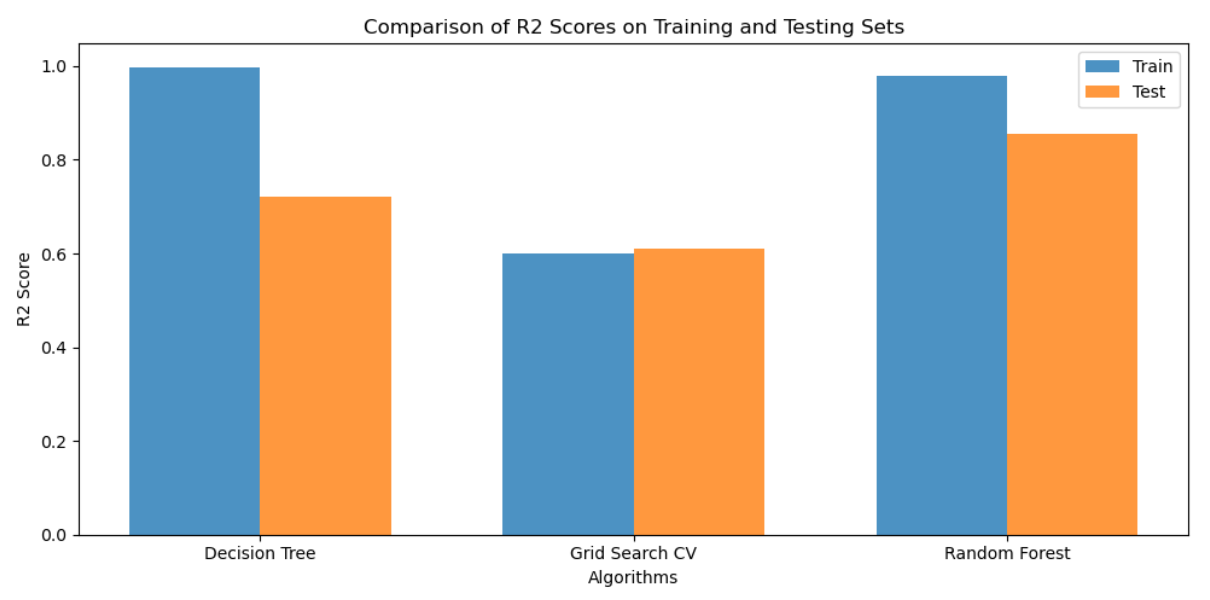 Comparison of R2 Scores on Training and Testing Sets
Train
Test
R2 Score
1.0
0.8
0.6
0.4
0.2
0.0
Decision Tree
Grid Search CV
Random Forest
Algorithms